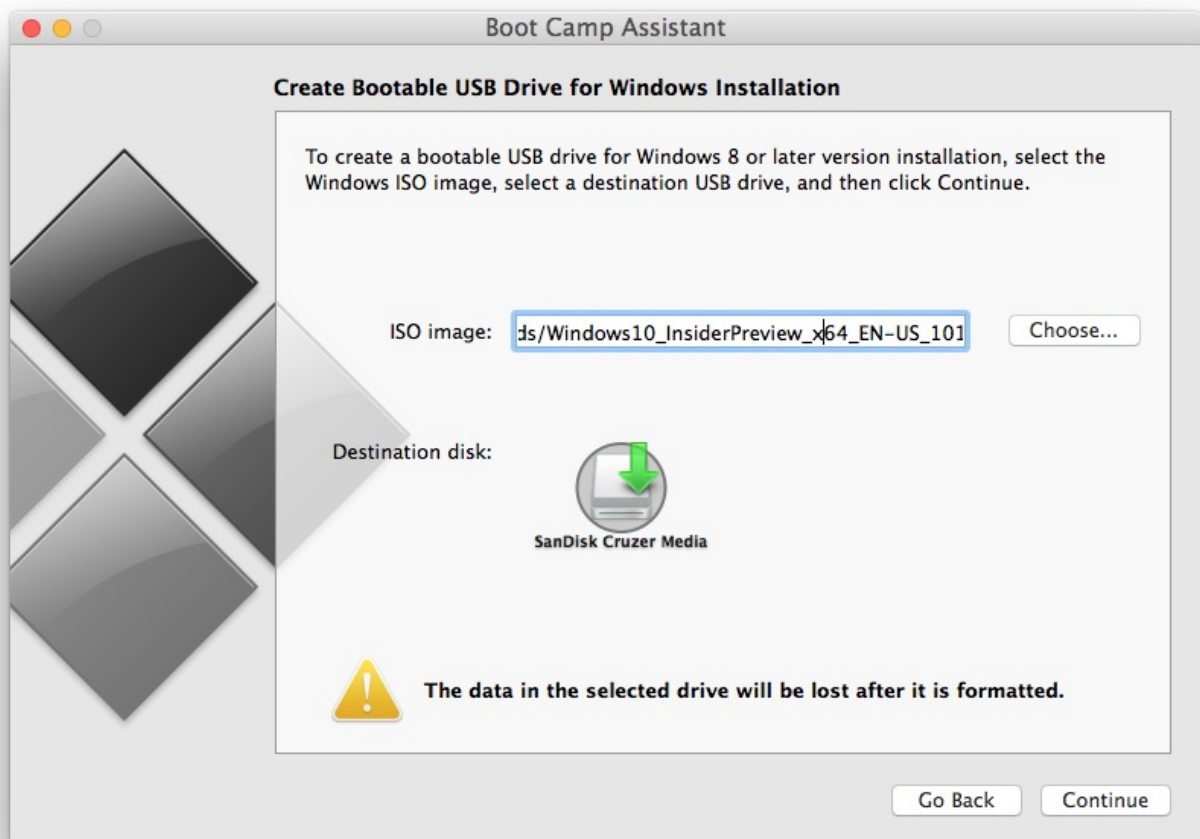 Boot Camp Assistant
Create Bootable USB Drive for Windows Installation
To create a bootable USB drive for Windows 8 or later version installation, select the
Windows ISO image, select a destination USB drive, and then click Continue.
ISO image: ds/Windows10_InsiderPreview_x64_EN-US_101 Choose...
Destination disk:
SanDisk Cruzer Media
The data in the selected drive will be lost after it is formatted.
Go Back Continue